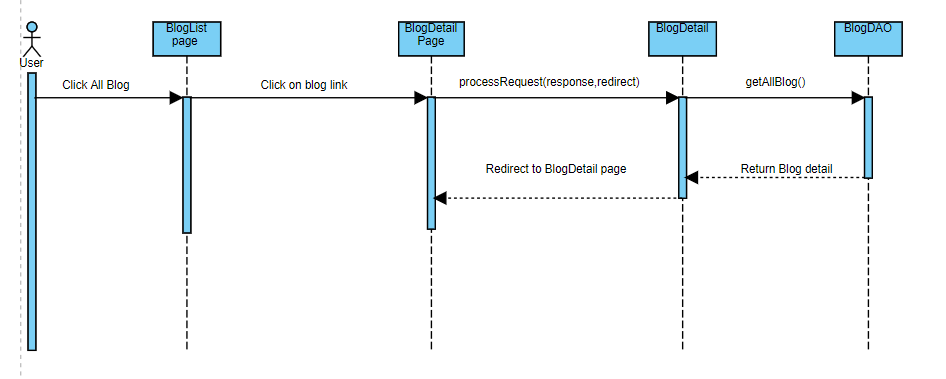 BlogList
page
BlogDetail
Page
BlogDetail
BlogDAO
User
Click All Blog
Click on blog link
processRequest(response,redirect)
getAllBlog()
Redirect to BlogDetail page
Return Blog detail